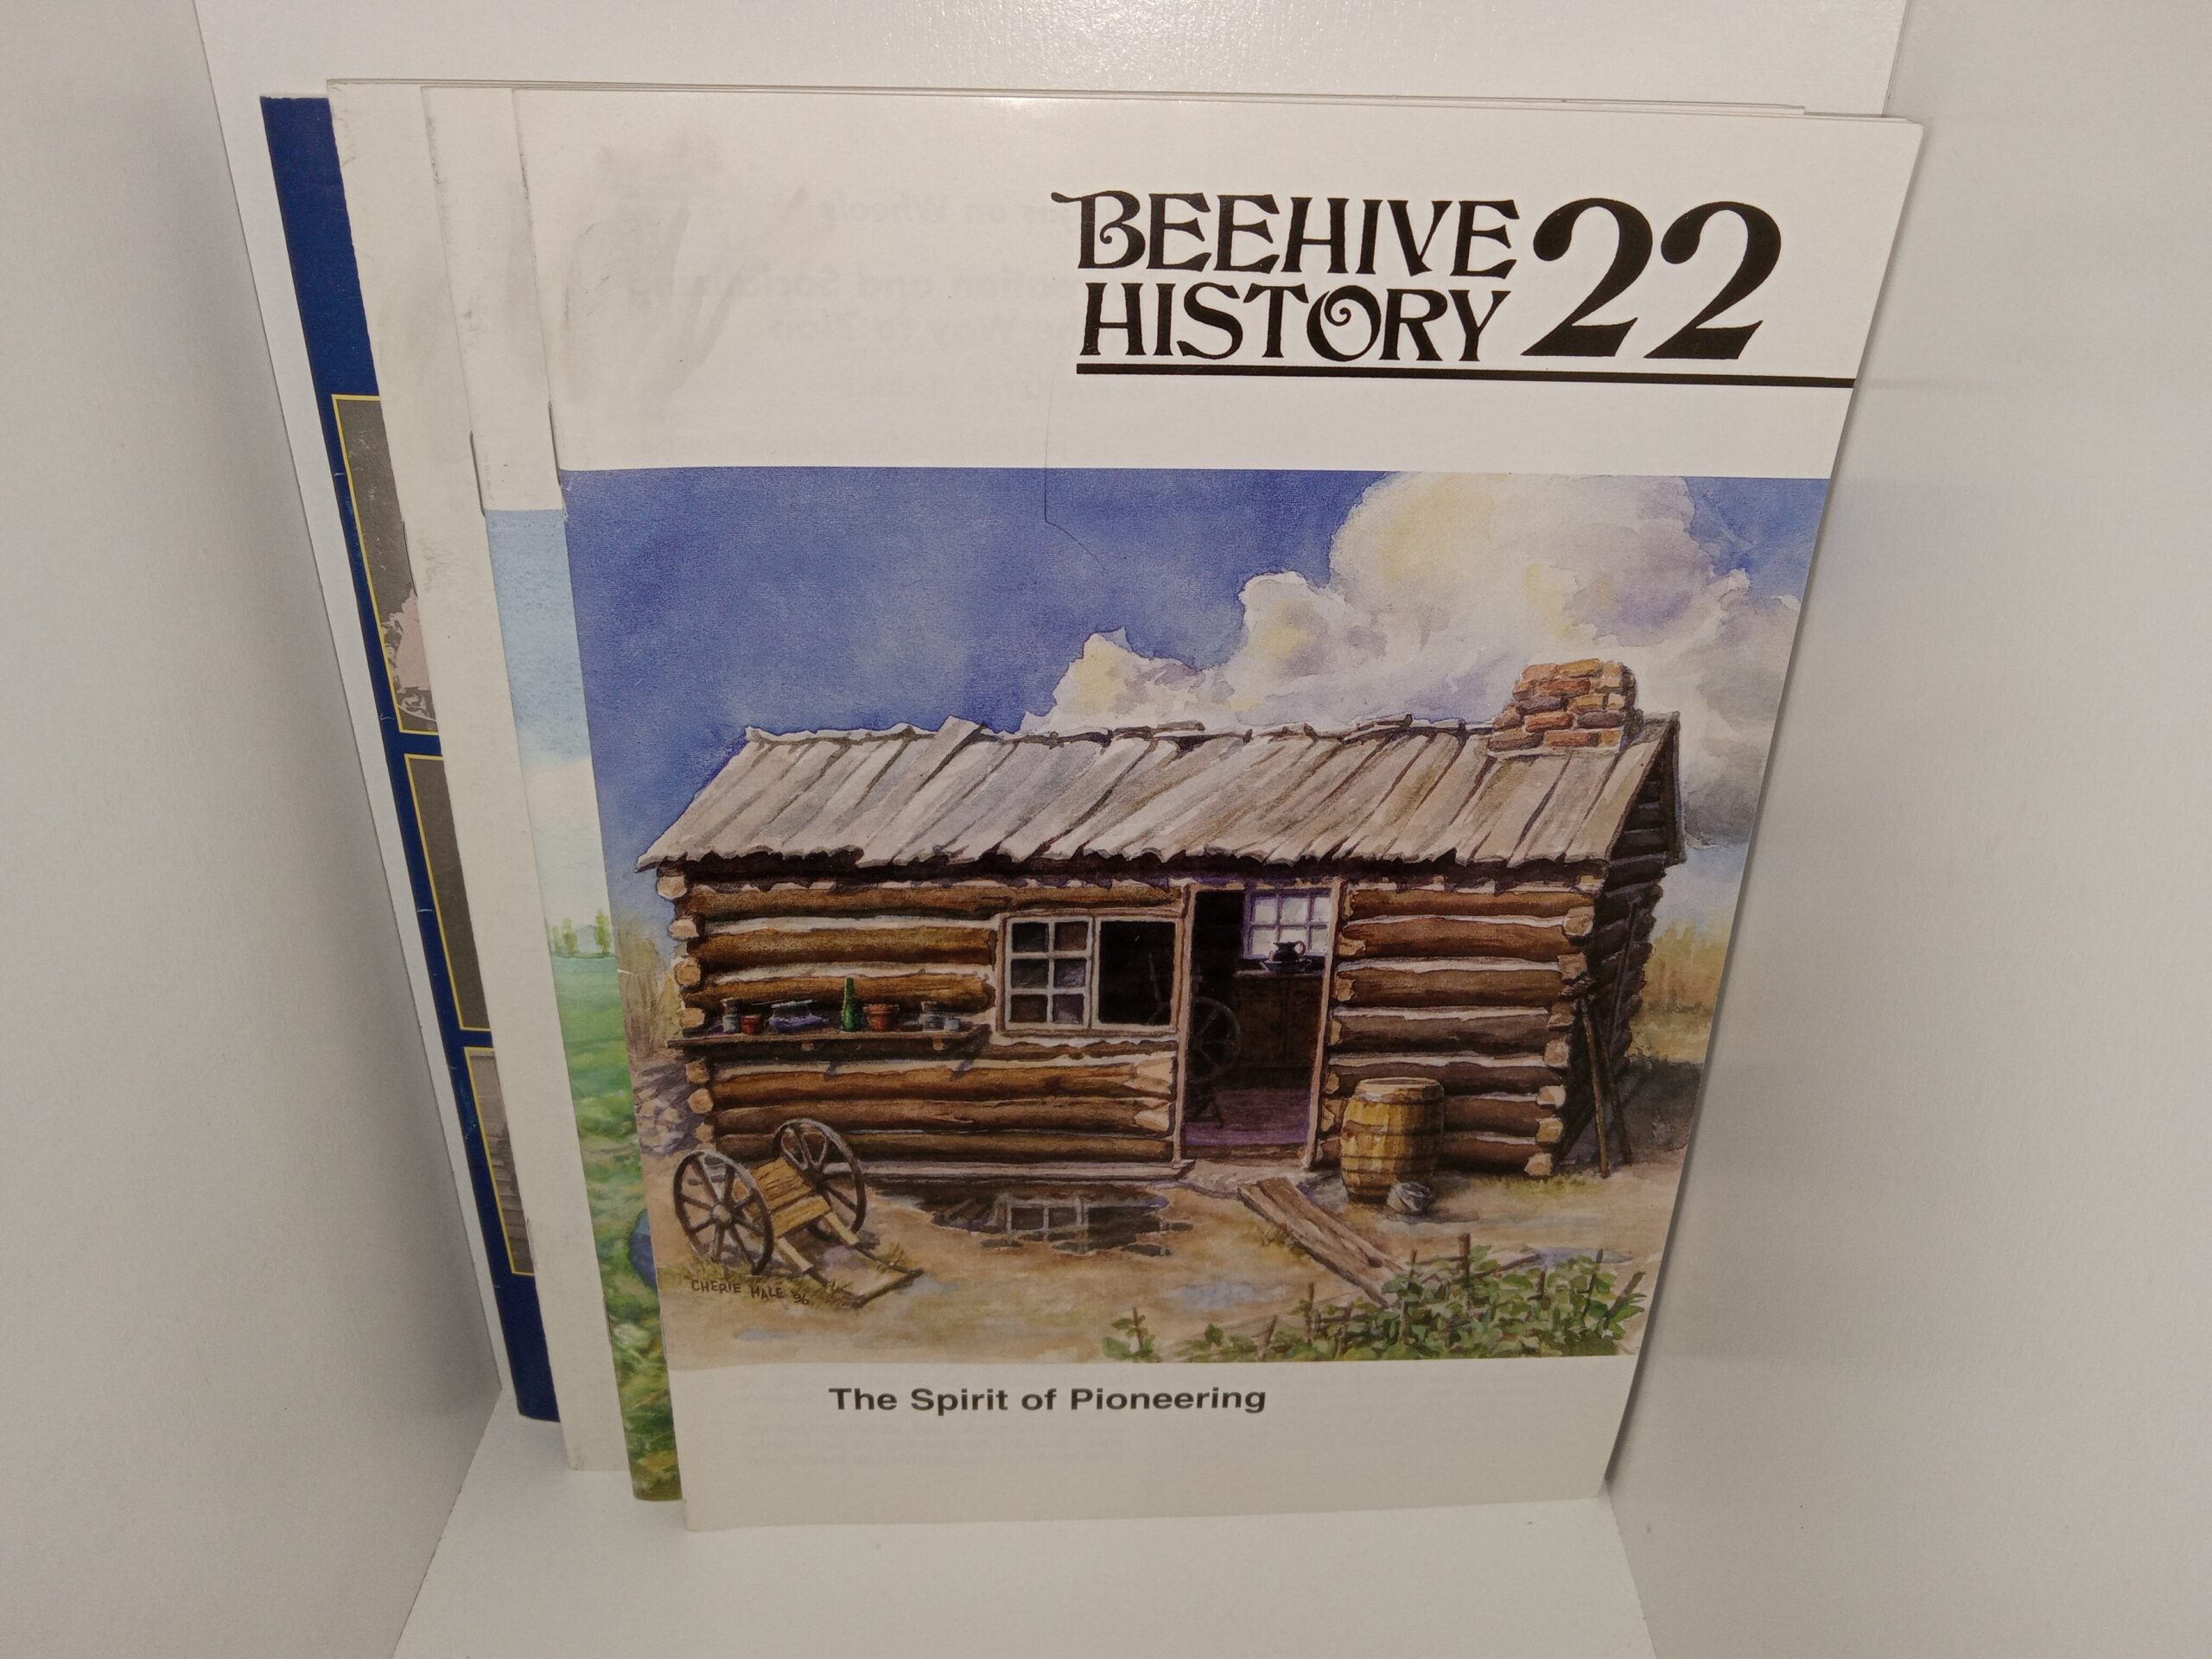 BEEHIVE
HISTORY 22
CHERIE HALE '96
The Spirit of Pioneering